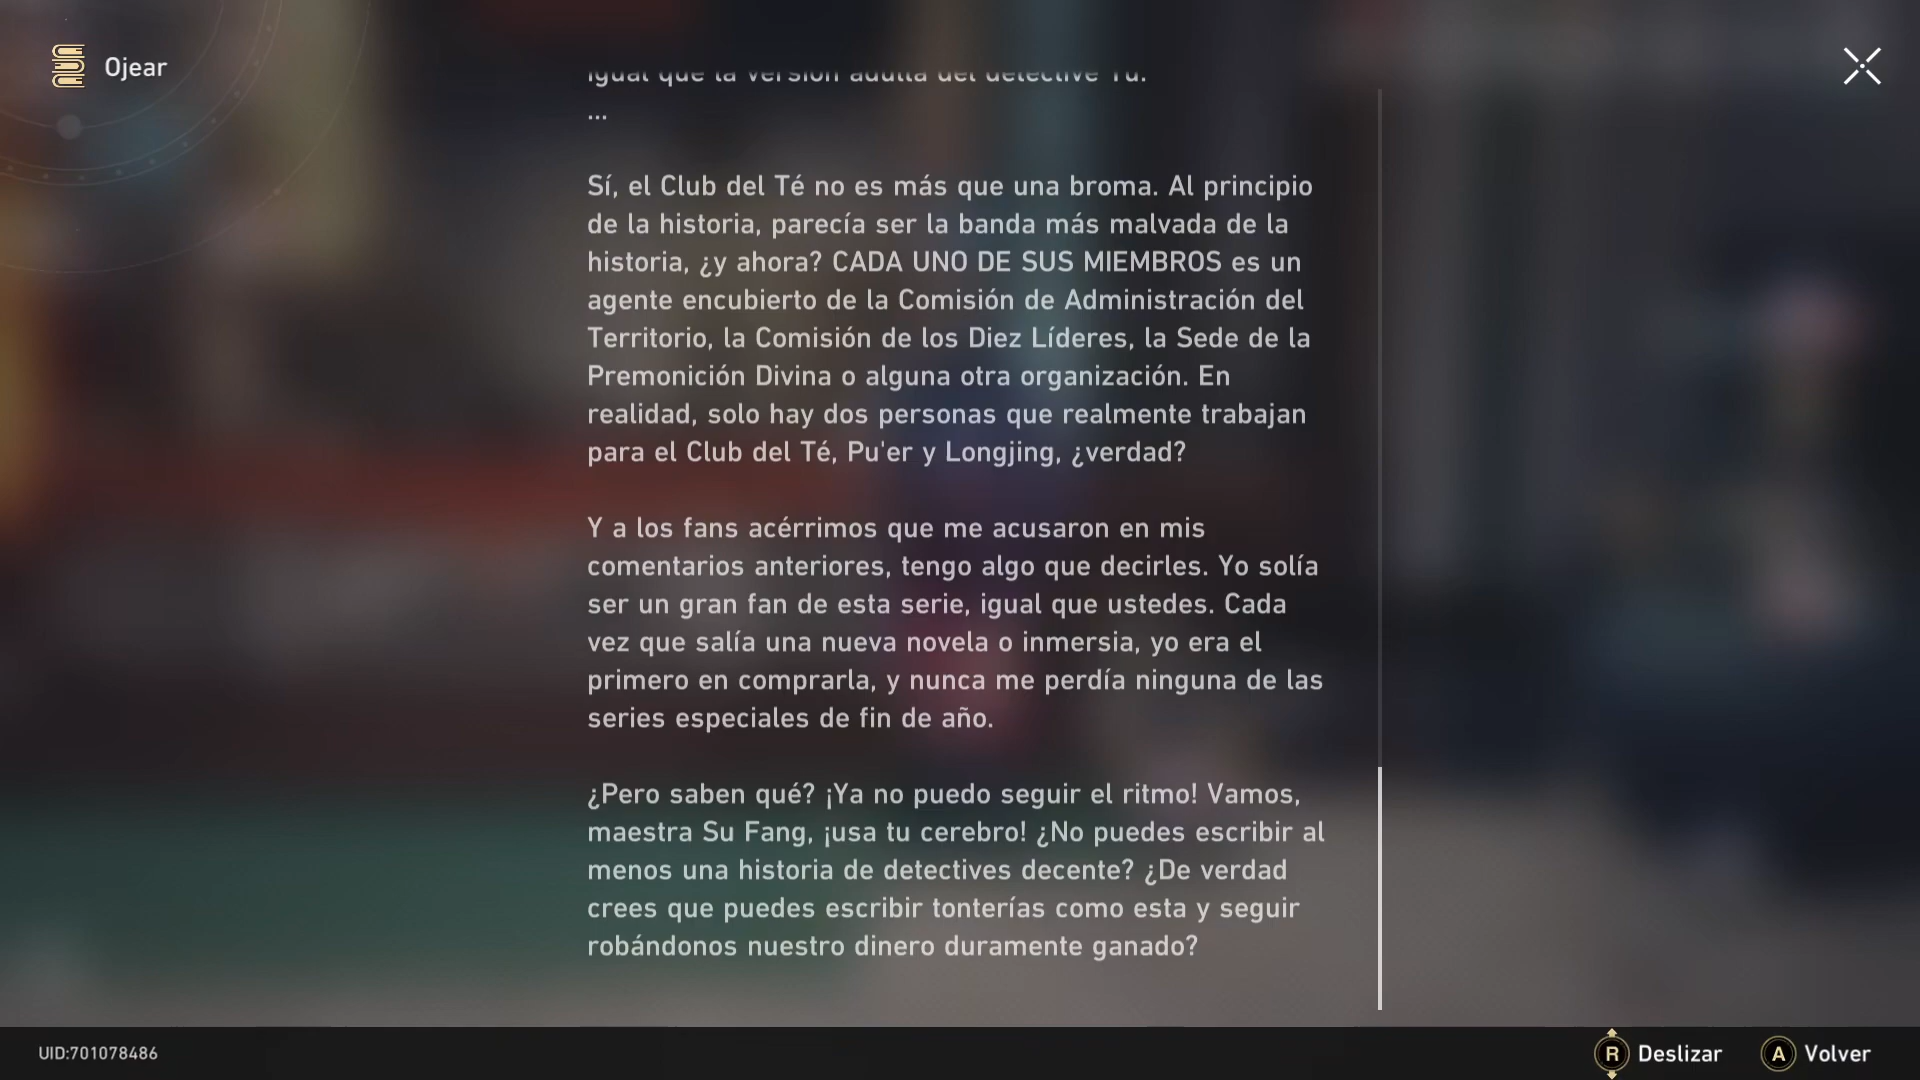 Ojear
igual que la versión adulta del detective Tu.
...
Sí, el Club del Té no es más que una broma. Al principio
de la historia, parecía ser la banda más malvada de la
historia, ¿y ahora? CADA UNO DE SUS MIEMBROS es un
agente encubierto de la Comisión de Administración del
Territorio, la Comisión de los Diez Líderes, la Sede de la
Premonición Divina o alguna otra organización. En
realidad, solo hay dos personas que realmente trabajan
para el Club del Té, Pu'er y Longjing, ¿verdad?
Y a los fans acérrimos que me acusaron en mis
comentarios anteriores, tengo algo que decirles. Yo solía
ser un gran fan de esta serie, igual que ustedes. Cada
vez que salía una nueva novela o inmersia, yo era el
primero en comprarla, y nunca me perdía ninguna de las
series especiales de fin de año.
¿Pero saben qué? ¡Ya no puedo seguir el ritmo! Vamos,
maestra Su Fang, ¡usa tu cerebro! ¿No puedes escribir al
menos una historia de detectives decente? ¿De verdad
crees que puedes escribir tonterías como esta y seguir
robándonos nuestro dinero duramente ganado?
UID:701078486
R Deslizar
A Volver